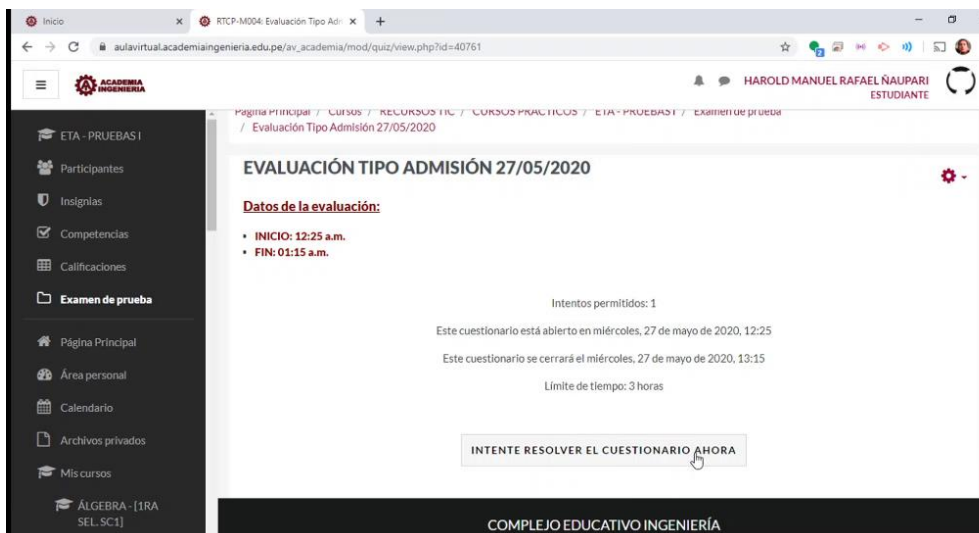 Inicio
RTCP-M004: Evaluación Tipo Adm
aulavirtual.academiaingenieria.edu.pe/av_academia/mod/quiz/view.php?id=40761
2
ACADEMIA
INGENIERIA
HAROLD MANUEL RAFAEL ÑAUPARI
ESTUDIANTE
Página Principal / Cursos / RECURSOS TIC / CURSOS PRÁCTICOS / ETA - PRUEBAS I / Examen de prueba
/ Evaluación Tipo Admisión 27/05/2020
ETA - PRUEBAS I
Participantes
Insignias
Competencias
Calificaciones
Examen de prueba
Página Principal
Área personal
Calendario
Archivos privados
Mis cursos
ÁLGEBRA - [1RA
SEL. SC1]
EVALUACIÓN TIPO ADMISIÓN 27/05/2020
Datos de la evaluación:
• INICIO: 12:25 a.m.
• FIN: 01:15 a.m.
Intentos permitidos: 1
Este cuestionario está abierto en miércoles, 27 de mayo de 2020, 12:25
Este cuestionario se cerrará el miércoles, 27 de mayo de 2020, 13:15
Límite de tiempo: 3 horas
INTENTE RESOLVER EL CUESTIONARIO AHORA
COMPLEJO EDUCATIVO INGENIERÍA